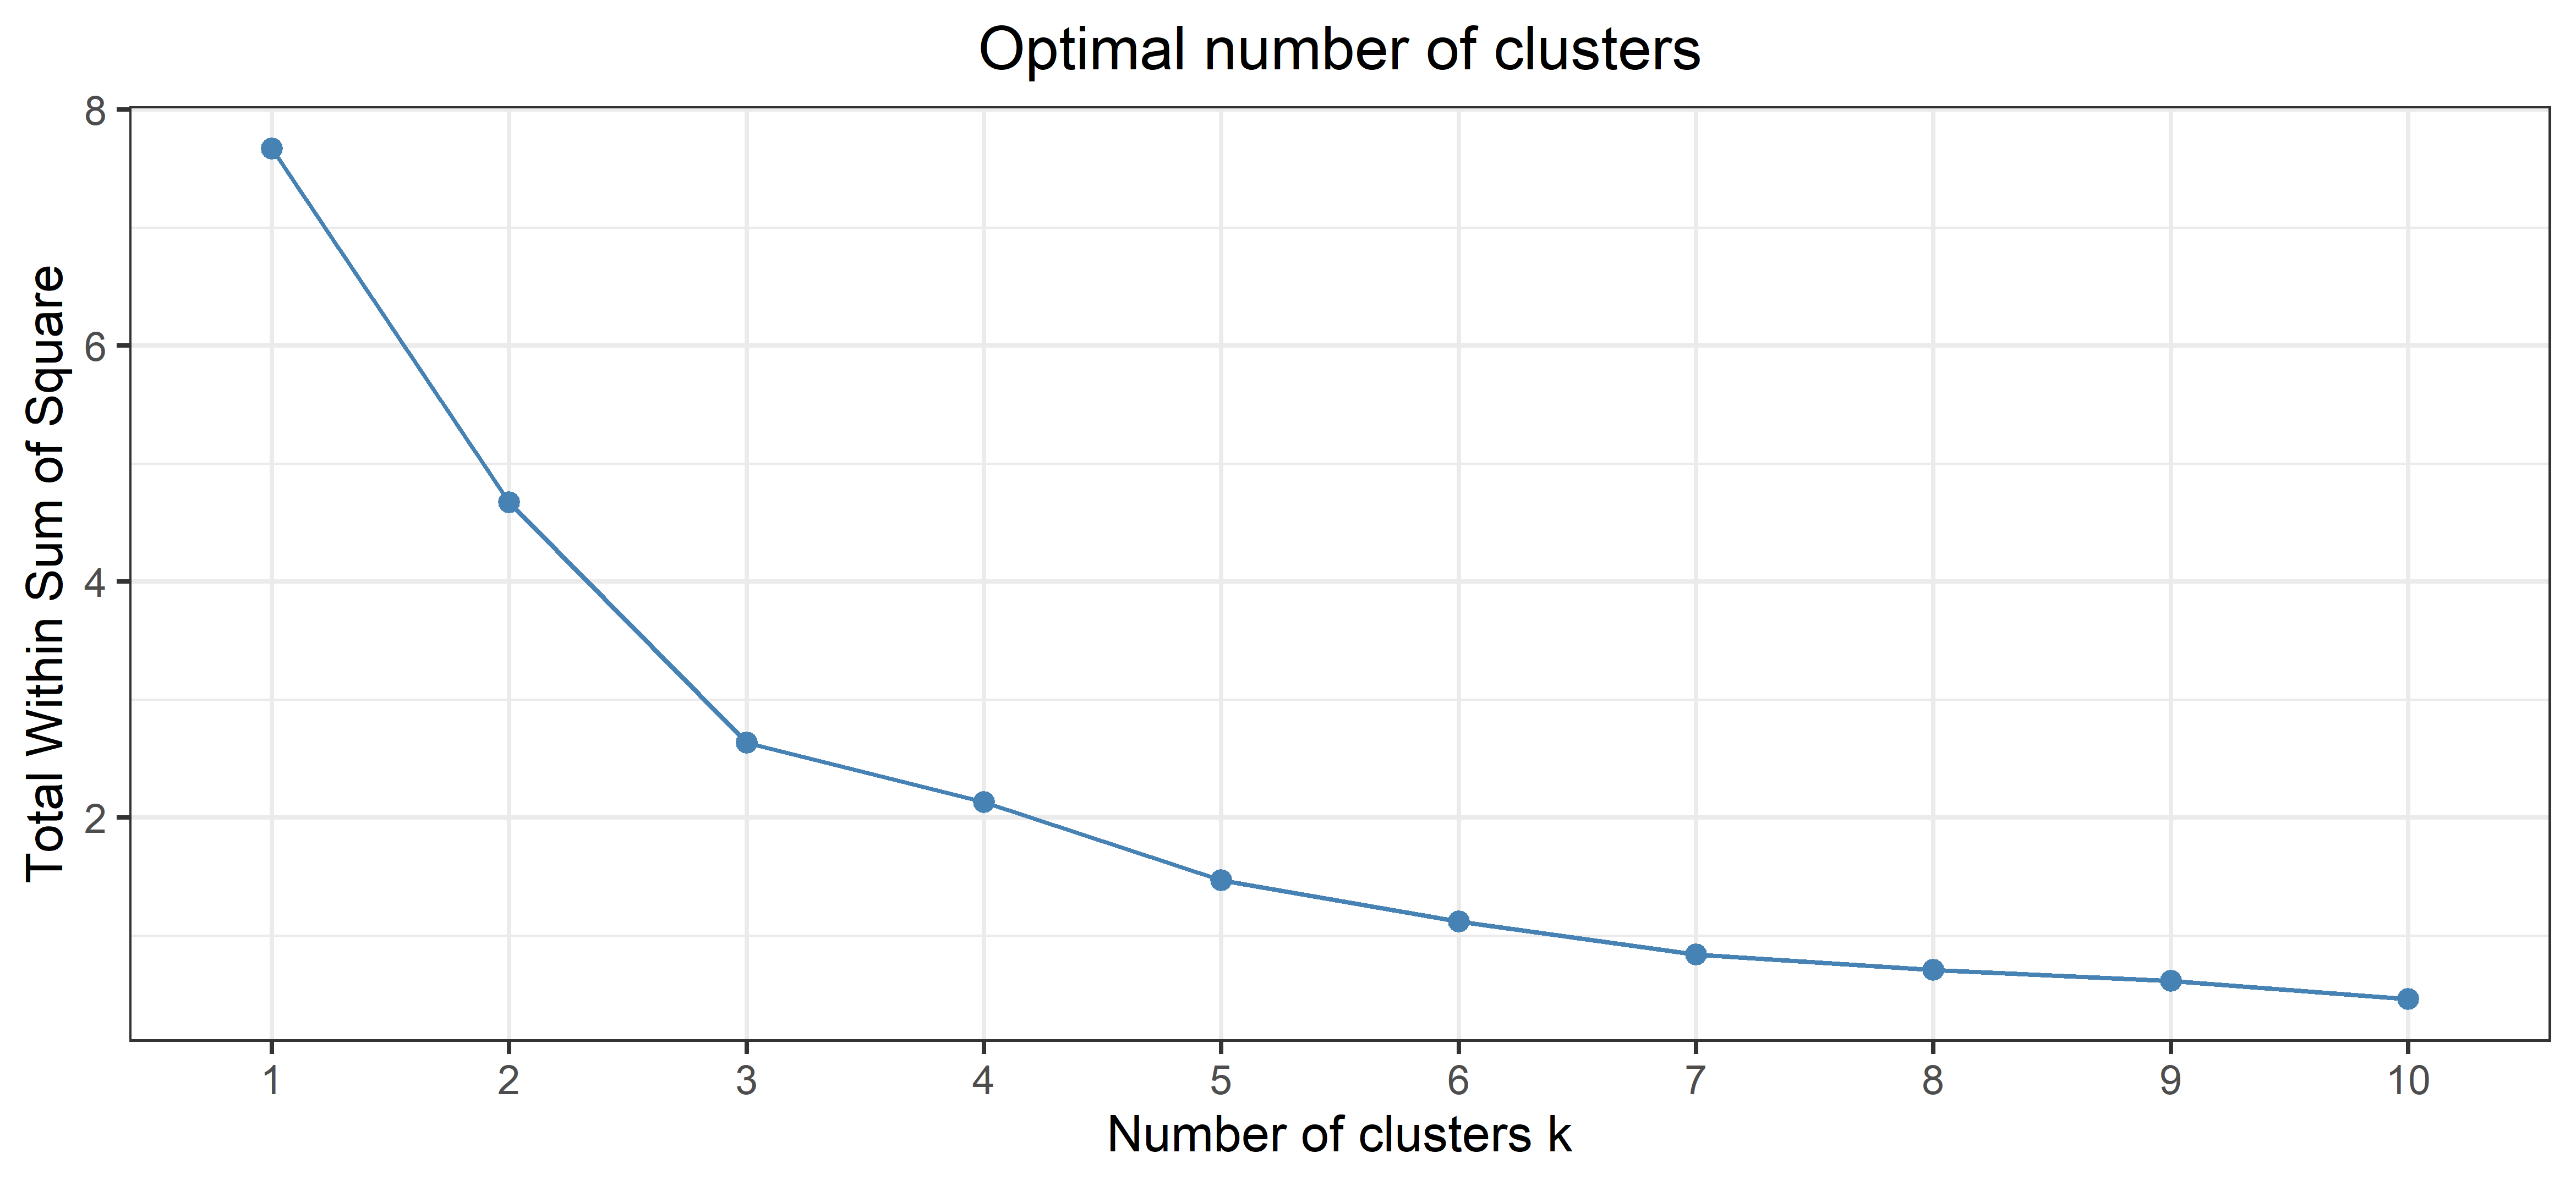 Optimal number of clusters
Total Within Sum of Square
8
6
4
2
1 2 3 4 5 6 7 8 9 10
Number of clusters k